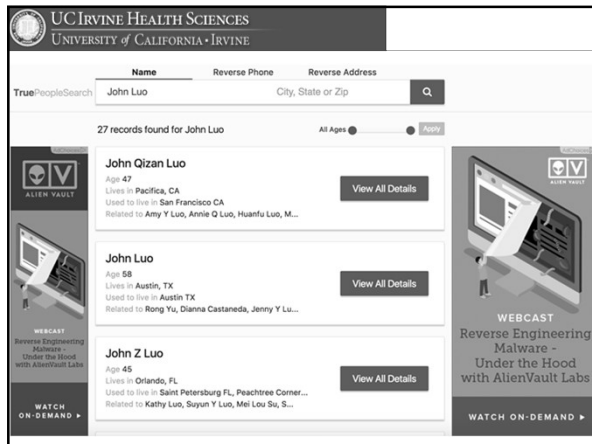 UC IRVINE HEALTH SCIENCES
UNIVERSITY of CALIFORNIA • IRVINE
Name Reverse Phone Reverse Address
TruePeopleSearch John Luo City, State or Zip
27 records found for John Luo All Ages Apply
ALIEN VAULT
WEBCAST
Reverse Engineering
Malware -
Under the Hood
with AlienVault Labs
WATCH
ON-DEMAND ▶
John Qizan Luo
Age 47
Lives in Pacifica, CA
Used to live in San Francisco CA
Related to Amy Y Luo, Annie Q Luo, Huanfu Luo, M...
View All Details
John Luo
Age 58
Lives in Austin, TX
Used to live in Austin TX
Related to Rong Yu, Dianna Castaneda, Jenny Y Lu...
View All Details
John Z Luo
Age 45
Lives in Orlando, FL
Used to live in Saint Petersburg FL, Peachtree Corner...
Related to Kathy Luo, Suyun Y Luo, Mei Lou Su, S...
View All Details
ALIEN VAULT
WEBCAST
Reverse Engineering
Malware -
Under the Hood
with AlienVault Labs
WATCH ON-DEMAND ▶